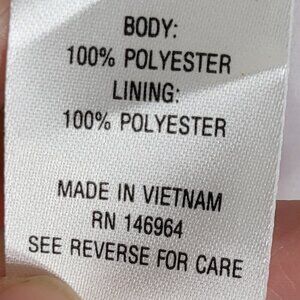 BODY:
100% POLYESTER
LINING:
100% POLYESTER
MADE IN VIETNAM
RN 146964
SEE REVERSE FOR CARE